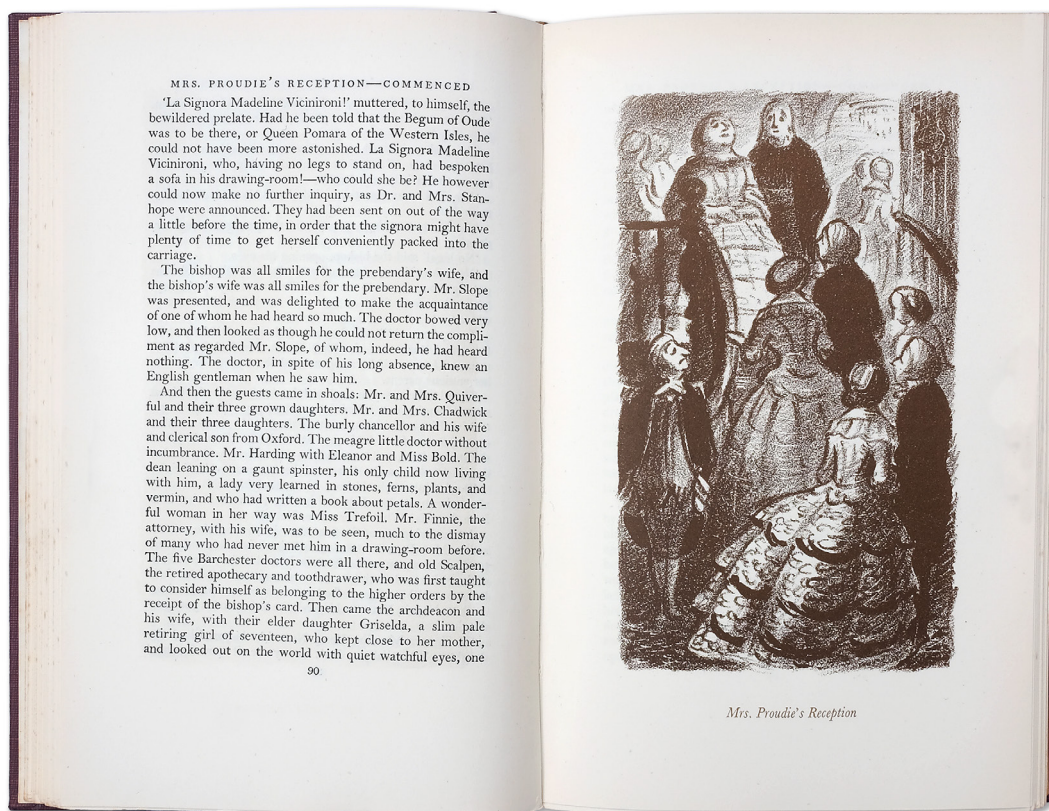 MRS. PROUDIE'S RECEPTION—COMMENCED
'La Signora Madeline Vicinironi!' muttered, to himself, the
bewildered prelate. Had he been told that the Begum of Oude
was to be there, or Queen Pomara of the Western Isles, he
could not have been more astonished. La Signora Madeline
Vicinironi, who, having no legs to stand on, had bespoken
a sofa in his drawing-room!—who could she be? He however
could now make no further inquiry, as Dr. and Mrs. Stan-
hope were announced. They had been sent on out of the way
a little before the time, in order that the signora might have
plenty of time to get herself conveniently packed into the
carriage.
The bishop was all smiles for the prebendary's wife, and
the bishop's wife was all smiles for the prebendary. Mr. Slope
was presented, and was delighted to make the acquaintance
of one of whom he had heard so much. The doctor bowed very
low, and then looked as though he could not return the compli-
ment as regarded Mr. Slope, of whom, indeed, he had heard
nothing. The doctor, in spite of his long absence, knew an
English gentleman when he saw him.
And then the guests came in shoals: Mr. and Mrs. Quiver-
ful and their three grown daughters. Mr. and Mrs. Chadwick
and their three daughters. The burly chancellor and his wife
and clerical son from Oxford. The meagre little doctor without
incumbrance. Mr. Harding with Eleanor and Miss Bold. The
dean leaning on a gaunt spinster, his only child now living
with him, a lady very learned in stones, ferns, plants, and
vermin, and who had written a book about petals. A wonder-
ful woman in her way was Miss Trefoil. Mr. Finnie, the
attorney, with his wife, was to be seen, much to the dismay
of many who had never met him in a drawing-room before.
The five Barchester doctors were all there, and old Scalpen,
the retired apothecary and toothdrawer, who was first taught
to consider himself as belonging to the higher orders by the
receipt of the bishop's card. Then came the archdeacon and
his wife, with their elder daughter Griselda, a slim pale
retiring girl of seventeen, who kept close to her mother,
and looked out on the world with quiet watchful eyes, one
90
Mrs. Proudie's Reception